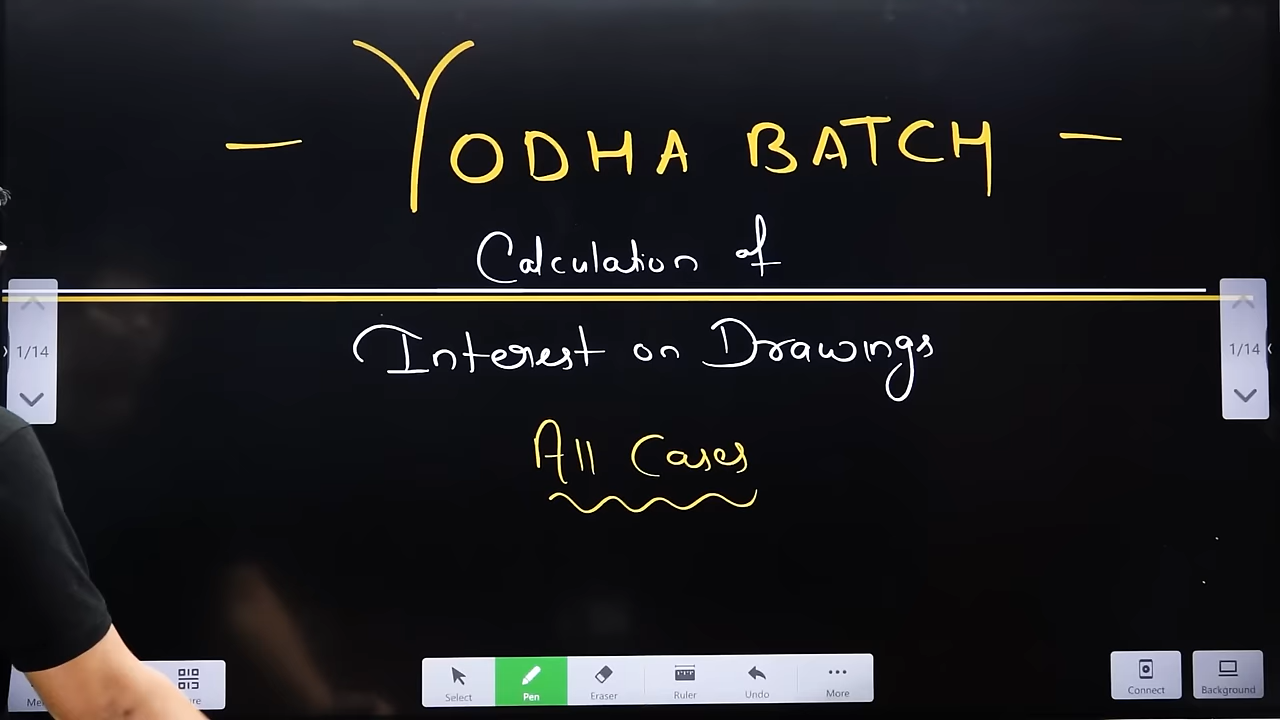 - YODHA BATCH -
Calculation of
Interest on Drawings
All Cases
1/14
1/14
Select
Pen
Eraser
Ruler
Undo
More
Connect
Background